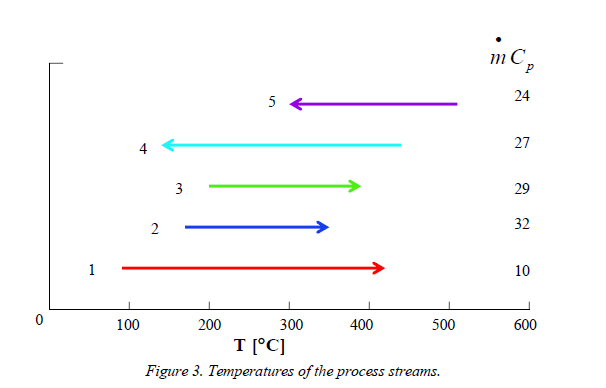 ṁ C_p
5 24
4 27
3 29
2 32
1 10
0 100 200 300 400 500 600
T [°C]
Figure 3. Temperatures of the process streams.